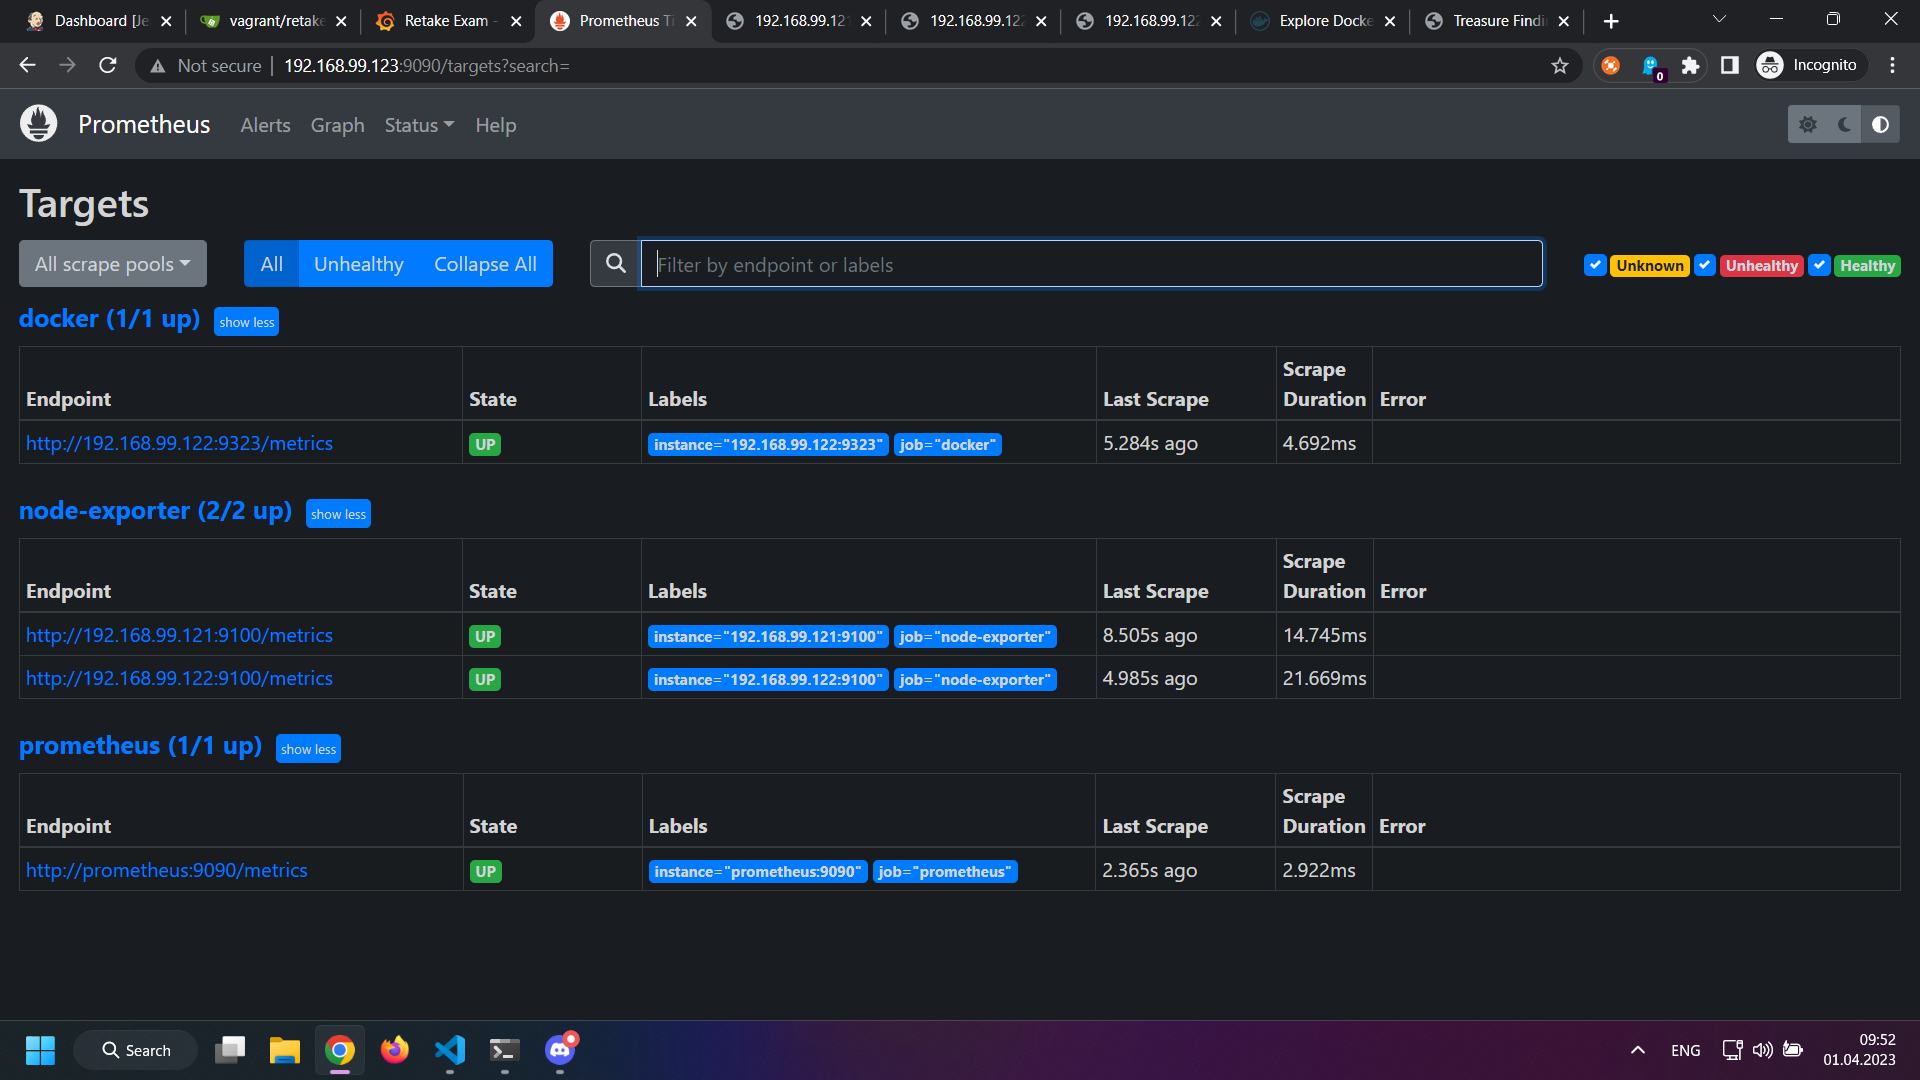 Dashboard [Je
vagrant/retake
Retake Exam -
Prometheus Ti
192.168.99.121
192.168.99.122
192.168.99.122
Explore Docke
Treasure Findi
Not secure
192.168.99.123:9090/targets?search=
0
Incognito
Prometheus
Alerts
Graph
Status
Help
Targets
All scrape pools
All
Unhealthy
Collapse All
Filter by endpoint or labels
Unknown
Unhealthy
Healthy
docker (1/1 up)
show less
Endpoint
State
Labels
Last Scrape
Scrape
Duration
Error
http://192.168.99.122:9323/metrics
UP
instance="192.168.99.122:9323"
job="docker"
5.284s ago
4.692ms
node-exporter (2/2 up)
show less
Endpoint
State
Labels
Last Scrape
Scrape
Duration
Error
http://192.168.99.121:9100/metrics
UP
instance="192.168.99.121:9100"
job="node-exporter"
8.505s ago
14.745ms
http://192.168.99.122:9100/metrics
UP
instance="192.168.99.122:9100"
job="node-exporter"
4.985s ago
21.669ms
prometheus (1/1 up)
show less
Endpoint
State
Labels
Last Scrape
Scrape
Duration
Error
http://prometheus:9090/metrics
UP
instance="prometheus:9090"
job="prometheus"
2.365s ago
2.922ms
Search
ENG
09:52
01.04.2023